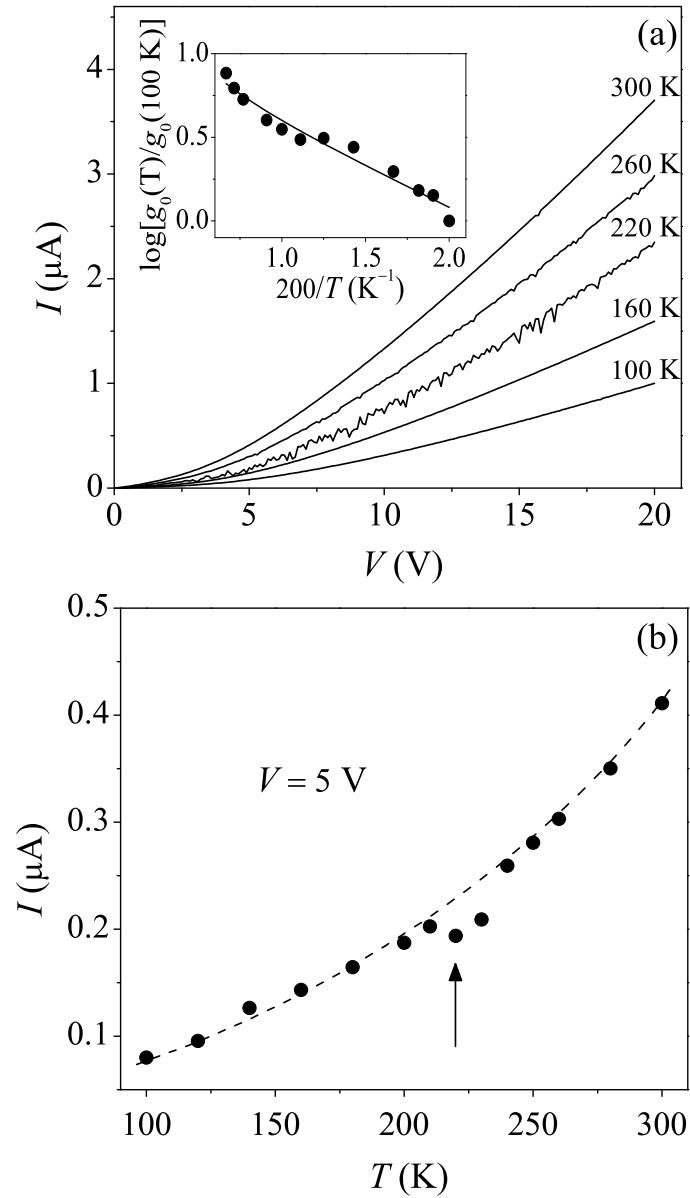 (a)
4
3
2
1
0
I (μA)
0 5 10 15 20
V (V)
300 K
260 K
220 K
160 K
100 K
log[g₀(T)/g₀(100 K)]
1.0
0.5
0.0
1.0 1.5 2.0
200/T (K⁻¹)
(b)
0.5
0.4
0.3
0.2
0.1
I (μA)
V = 5 V
100 150 200 250 300
T (K)